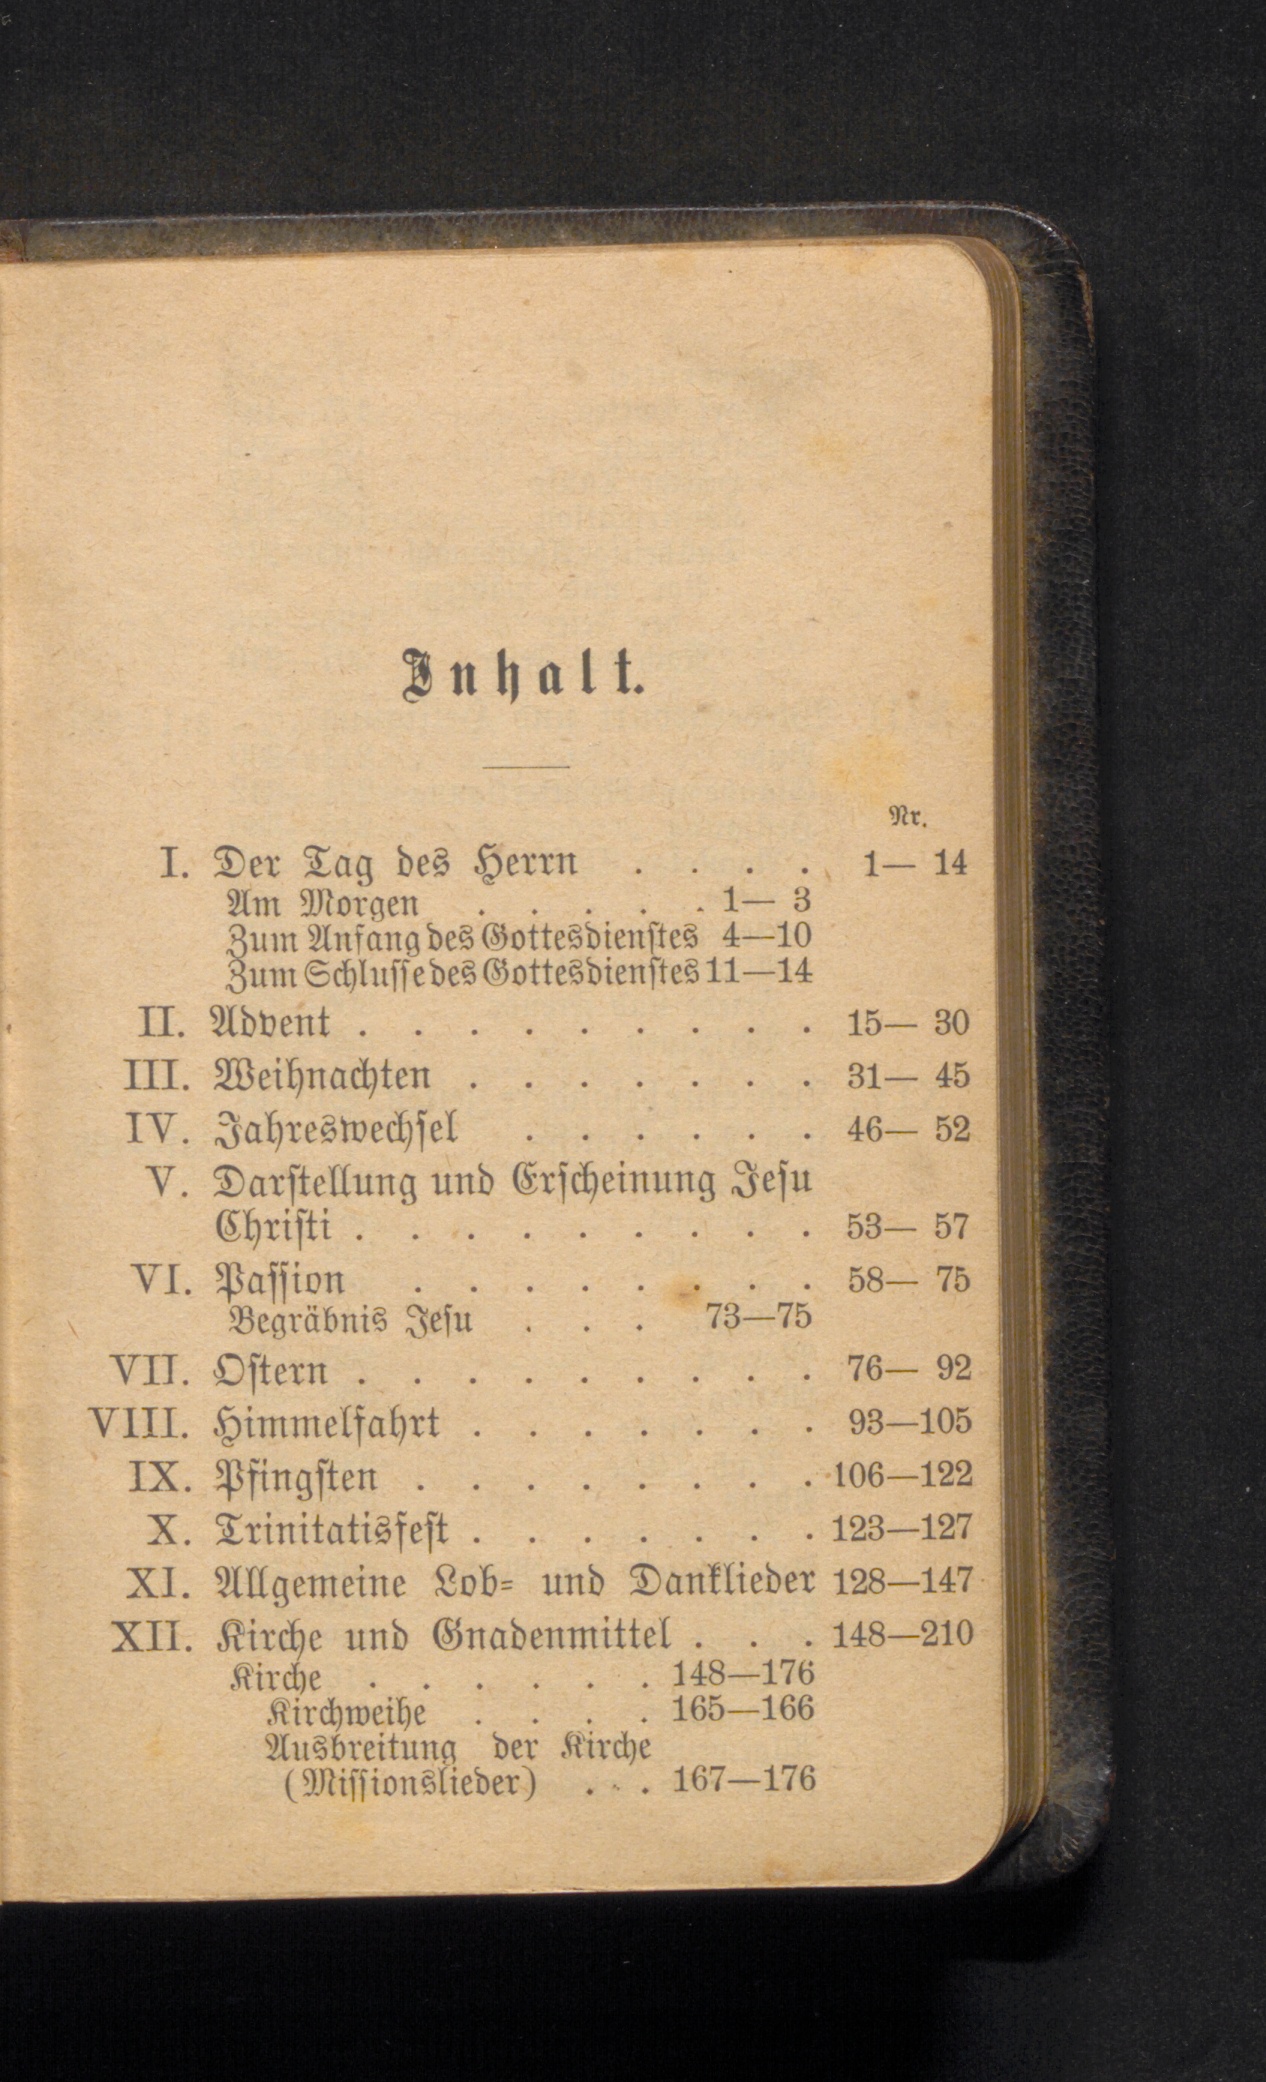 Inhalt.
Nr.
I. Der Tag des Herrn . . . . 1— 14
Am Morgen . . . . . 1— 3
Zum Anfang des Gottesdienſtes 4—10
Zum Schluſſe des Gottesdienſtes 11—14
II. Advent . . . . . . . . . 15— 30
III. Weihnachten . . . . . . . 31— 45
IV. Jahreswechſel . . . . . . 46— 52
V. Darſtellung und Erſcheinung Jeſu
Chriſti . . . . . . . . . 53— 57
VI. Paſſion . . . . . . . . 58— 75
Begräbnis Jeſu . . . 73—75
VII. Oſtern . . . . . . . . . 76— 92
VIII. Himmelfahrt . . . . . . . 93—105
IX. Pfingſten . . . . . . . . 106—122
X. Trinitatisfeſt . . . . . . . 123—127
XI. Allgemeine Lob= und Danklieder 128—147
XII. Kirche und Gnadenmittel . . . 148—210
Kirche . . . . . . 148—176
Kirchweihe . . . . 165—166
Ausbreitung der Kirche
(Miſſionslieder) . . . 167—176